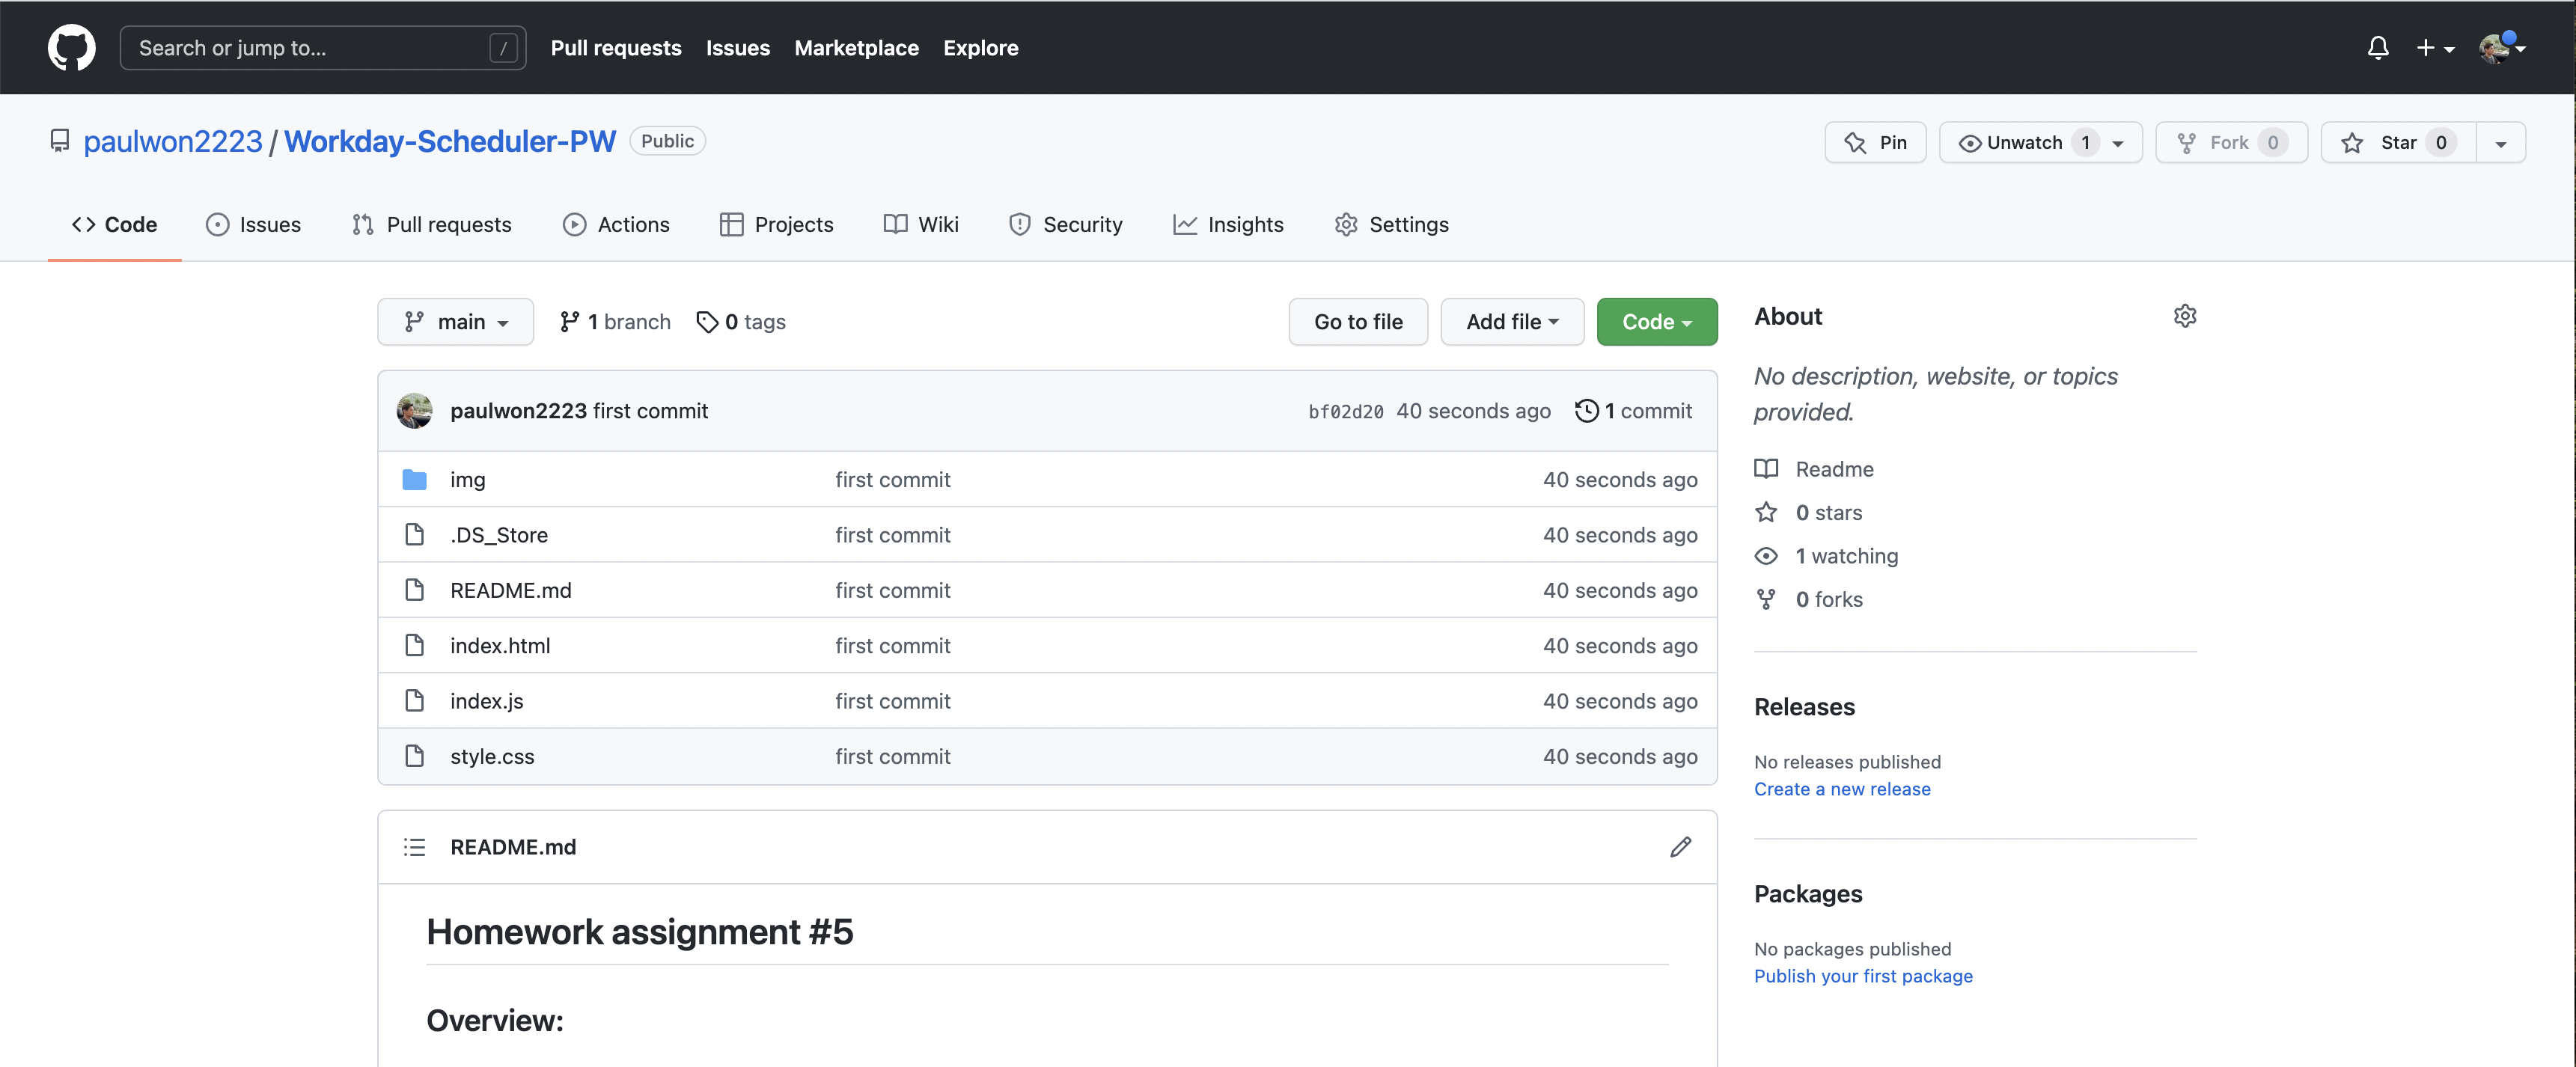 Search or jump to... / Pull requests Issues Marketplace Explore
paulwon2223 / Workday-Scheduler-PW Public Pin Unwatch 1 Fork 0 Star 0
Code Issues Pull requests Actions Projects Wiki Security Insights Settings
main 1 branch 0 tags Go to file Add file Code
paulwon2223 first commit bf02d20 40 seconds ago 1 commit
img first commit 40 seconds ago
.DS_Store first commit 40 seconds ago
README.md first commit 40 seconds ago
index.html first commit 40 seconds ago
index.js first commit 40 seconds ago
style.css first commit 40 seconds ago
README.md
Homework assignment #5
Overview:
About
No description, website, or topics
provided.
Readme
0 stars
1 watching
0 forks
Releases
No releases published
Create a new release
Packages
No packages published
Publish your first package